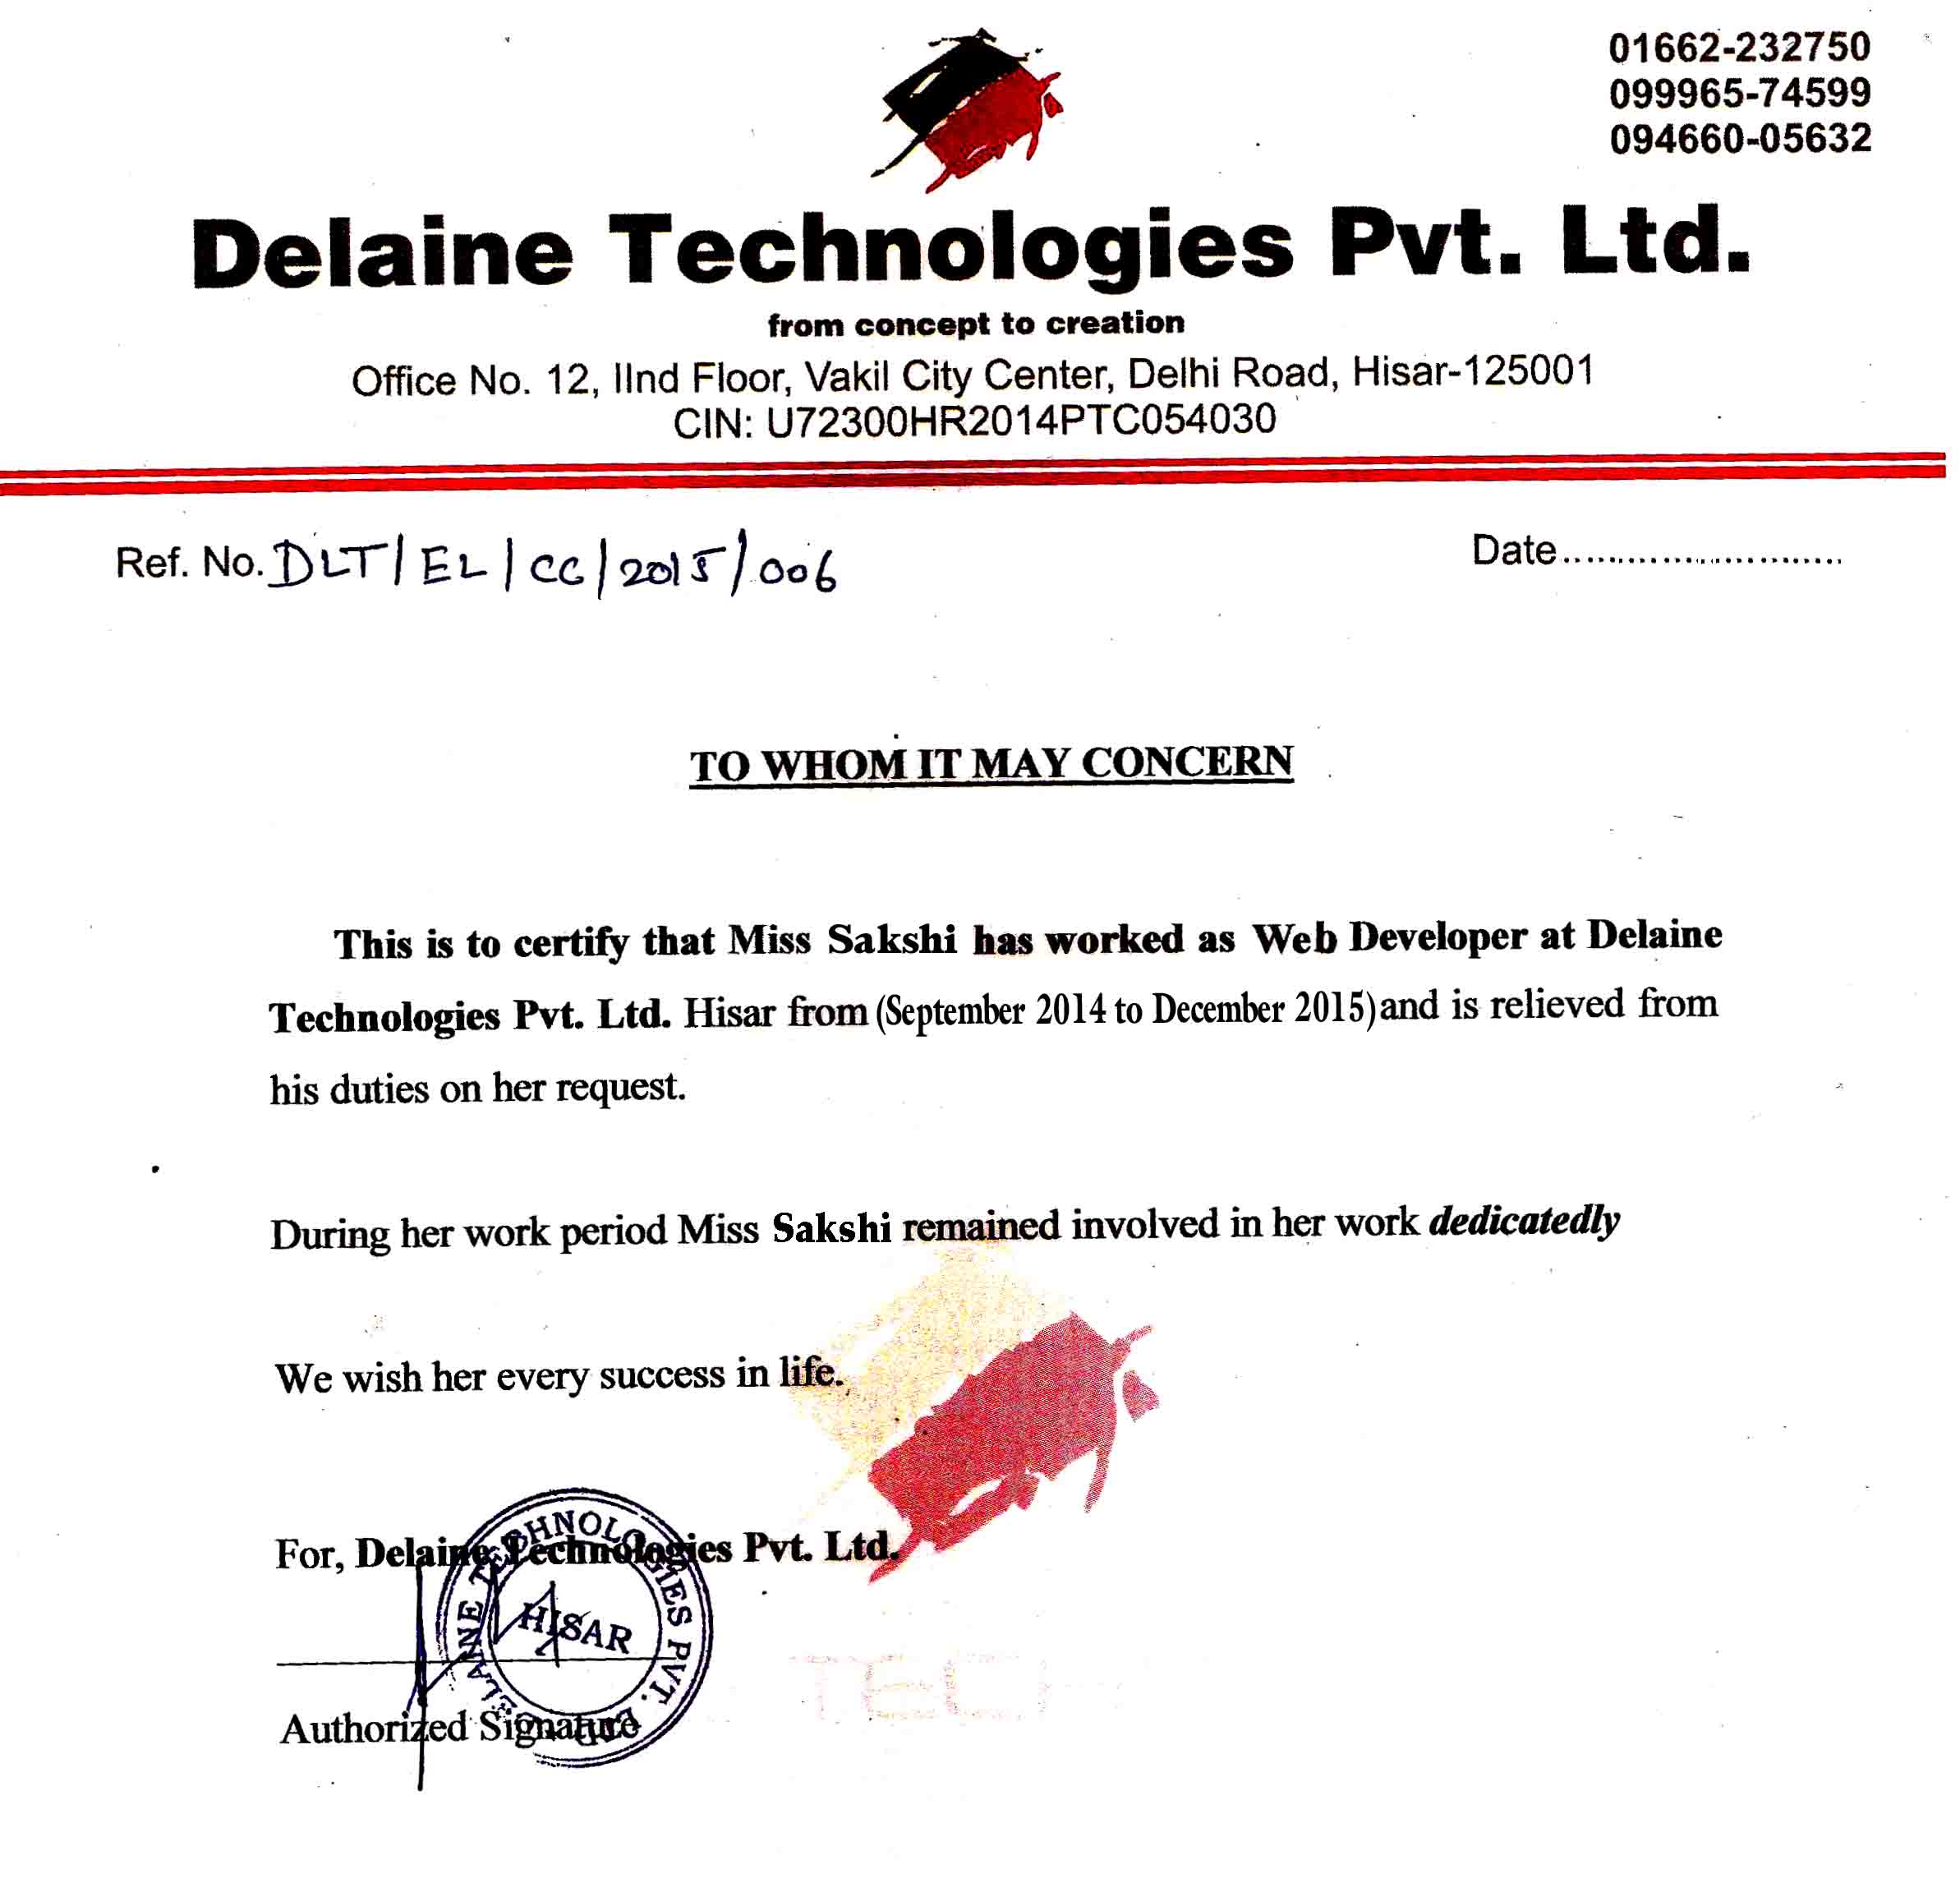 01662-232750
099965-74599
094660-05632
Delaine Technologies Pvt. Ltd.
from concept to creation
Office No. 12, IInd Floor, Vakil City Center, Delhi Road, Hisar-125001
CIN: U72300HR2014PTC054030
Ref. No. DLT/EL/CC/2015/006
Date..........................
TO WHOM IT MAY CONCERN
This is to certify that Miss Sakshi has worked as Web Developer at Delaine
Technologies Pvt. Ltd. Hisar from (September 2014 to December 2015) and is relieved from
his duties on her request.
During her work period Miss Sakshi remained involved in her work dedicatedly
We wish her every success in life.
For, Delaine Technologies Pvt. Ltd.
DELAINE TECHNOLOGIES PVT. LTD.
HISAR
Authorized Signature
TEC